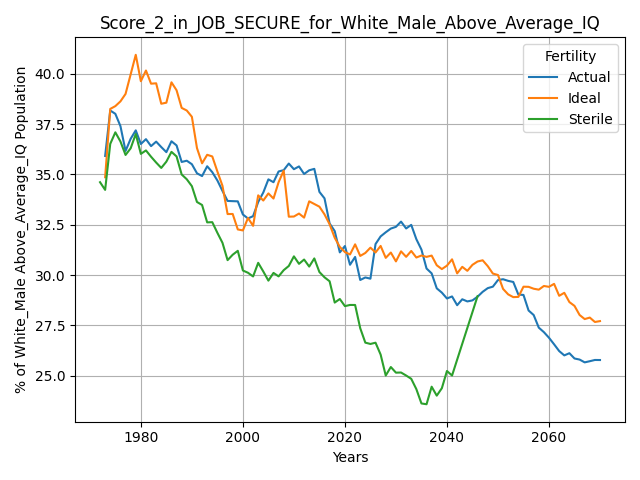 Score_2_in_JOB_SECURE_for_White_Male_Above_Average_IQ
% of White_Male Above_Average_IQ Population
40.0
37.5
35.0
32.5
30.0
27.5
25.0
Fertility
Actual
Ideal
Sterile
1980
2000
2020
2040
2060
Years